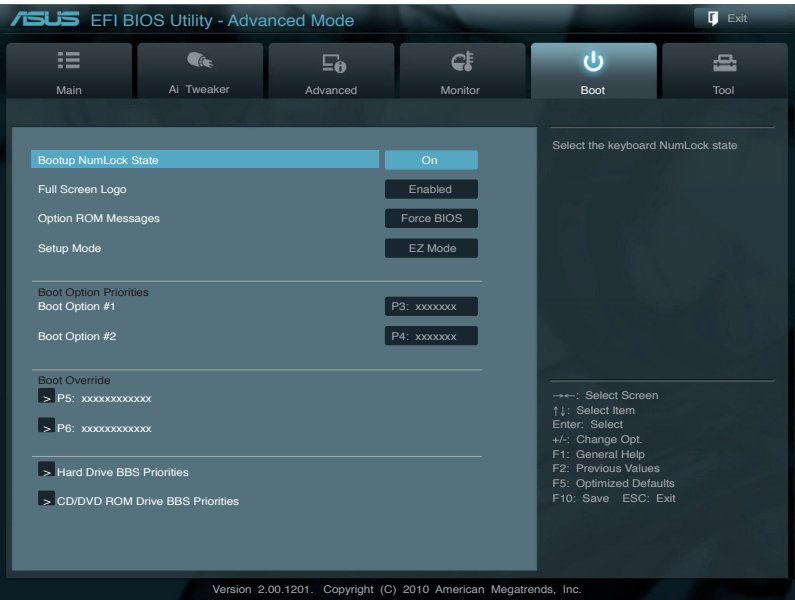 ASUS EFI BIOS Utility - Advanced Mode
Exit
Main
Ai Tweaker
Advanced
Monitor
Boot
Tool
Bootup NumLock State
On
Full Screen Logo
Enabled
Option ROM Messages
Force BIOS
Setup Mode
EZ Mode
Boot Option Priorities
Boot Option #1
P3: xxxxxxx
Boot Option #2
P4: xxxxxxx
Boot Override
> P5: xxxxxxxxxxxx
> P6: xxxxxxxxxxxx
> Hard Drive BBS Priorities
> CD/DVD ROM Drive BBS Priorities
Select the keyboard NumLock state
→←: Select Screen
↑↓: Select Item
Enter: Select
+/-: Change Opt.
F1: General Help
F2: Previous Values
F5: Optimized Defaults
F10: Save ESC: Exit
Version 2.00.1201. Copyright (C) 2010 American Megatrends, Inc.